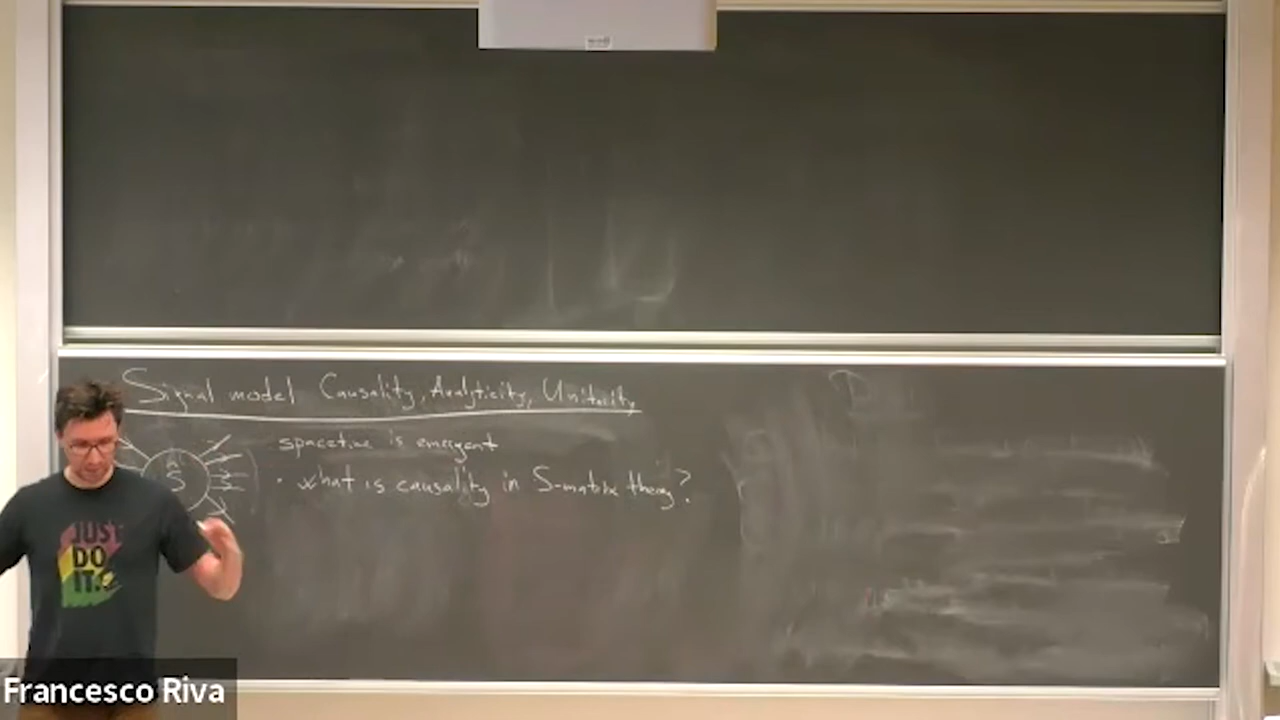 Signal model Causality, Analyticity, Unitarity
spacetime is emergent
Ŝ
• what is causality in S-matrix theory?
JUST
DO
IT.
Francesco Riva